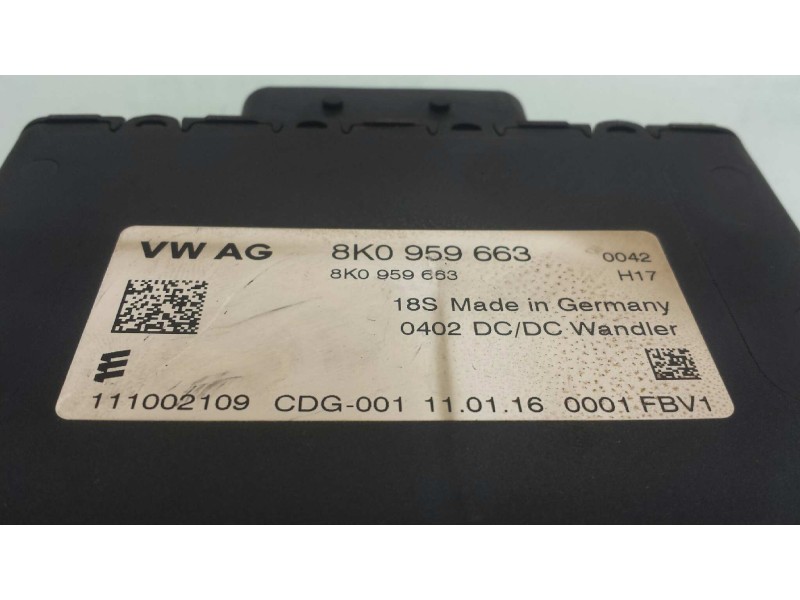 VW AG 8K0 959 663 0042
8K0 959 663 H17
18S Made in Germany
0402 DC/DC Wandler
111002109 CDG-001 11.01.16 0001 FBV1